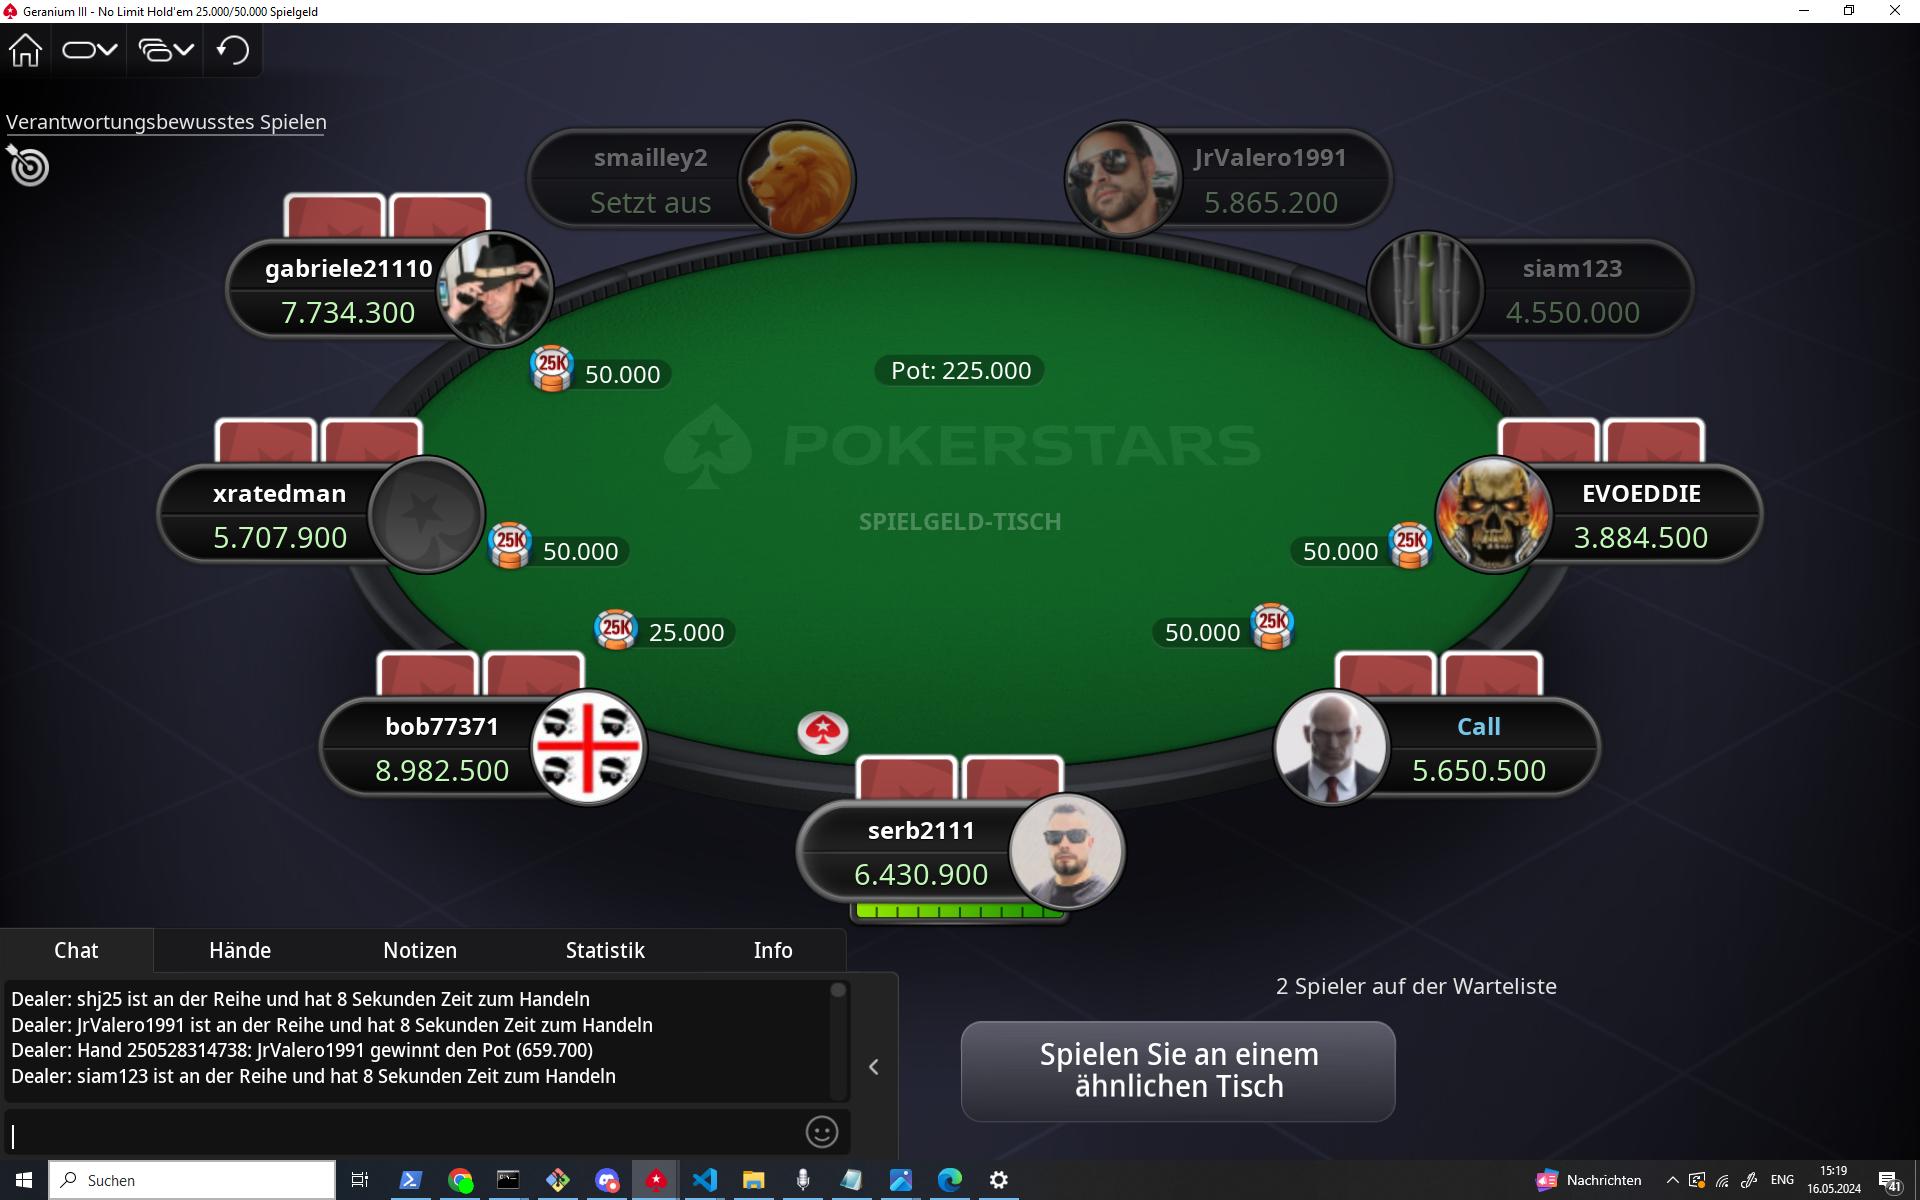 Geranium III - No Limit Hold'em 25.000/50.000 Spielgeld
Verantwortungsbewusstes Spielen
smailley2
Setzt aus
JrValero1991
5.865.200
gabriele21110
7.734.300
siam123
4.550.000
25K
50.000
Pot: 225.000
POKERSTARS
SPIELGELD-TISCH
xratedman
5.707.900
EVOEDDIE
3.884.500
25K
50.000
50.000
25K
25K
25.000
50.000
25K
bob77371
8.982.500
Call
5.650.500
serb2111
6.430.900
Chat
Hände
Notizen
Statistik
Info
Dealer: shj25 ist an der Reihe und hat 8 Sekunden Zeit zum Handeln
Dealer: JrValero1991 ist an der Reihe und hat 8 Sekunden Zeit zum Handeln
Dealer: Hand 250528314738: JrValero1991 gewinnt den Pot (659.700)
Dealer: siam123 ist an der Reihe und hat 8 Sekunden Zeit zum Handeln
2 Spieler auf der Warteliste
Spielen Sie an einem
ähnlichen Tisch
Suchen
Nachrichten
ENG
15:19
16.05.2024
41